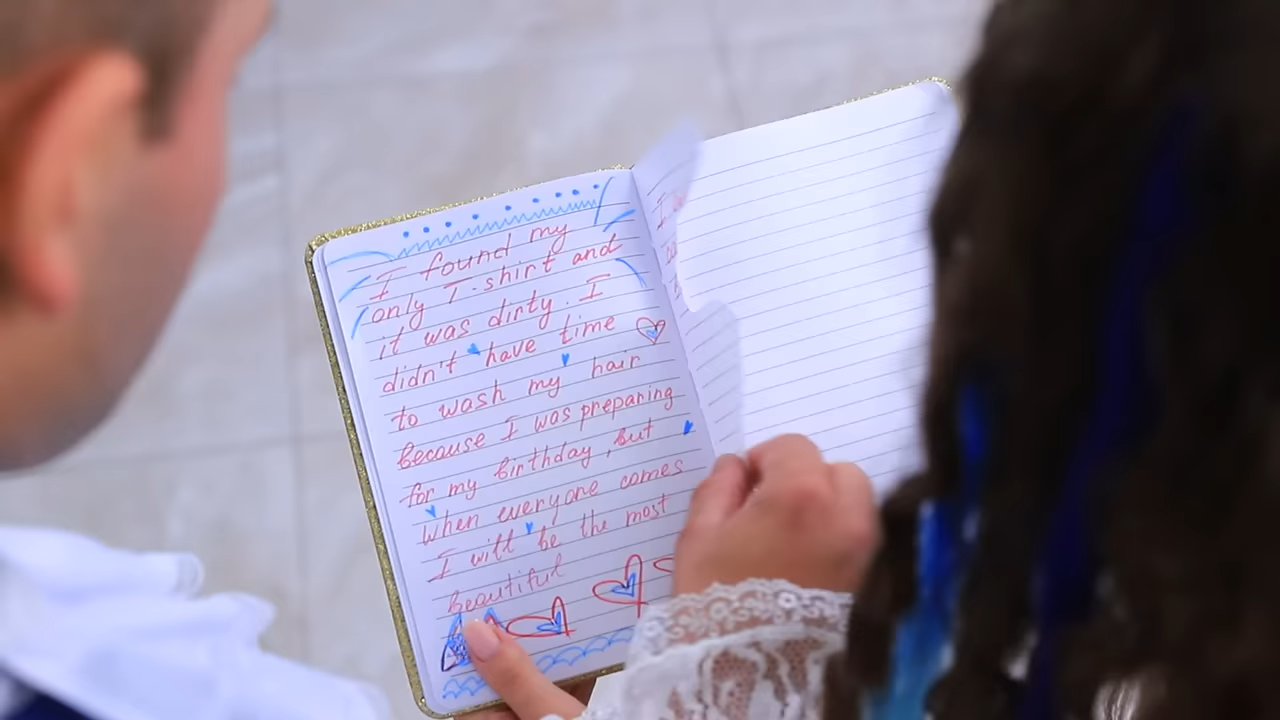 I found my
only T-shirt and
it was dirty. I
didn't have time
to wash my hair
because I was preparing
for my birthday, but
when everyone comes
I will be the most
beautiful
I